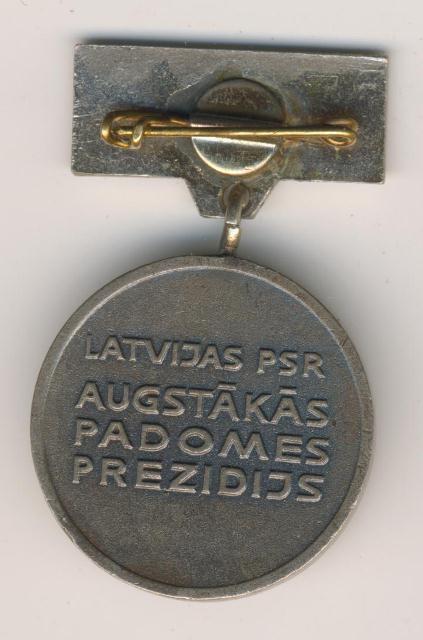 LATVIJAS PSR
AUGSTĀKĀS
PADOMES
PREZIDIJS